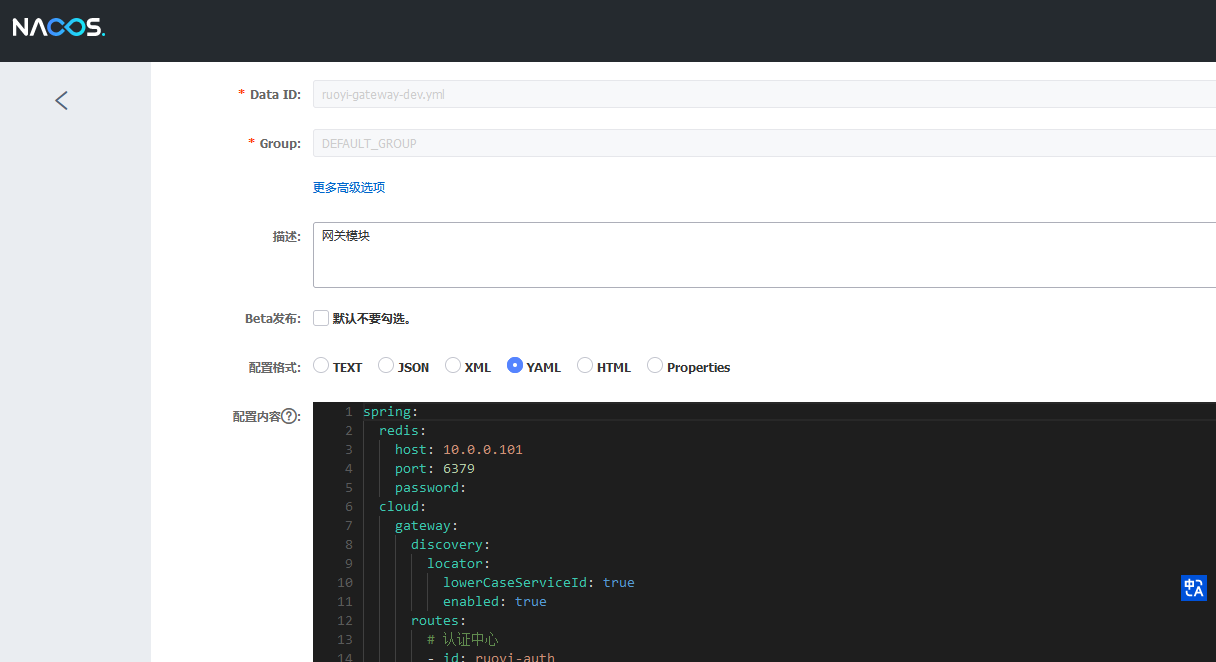 NACOS.
* Data ID: ruoyi-gateway-dev.yml
* Group: DEFAULT_GROUP
更多高级选项
描述: 网关模块
Beta发布: 默认不要勾选。
配置格式: TEXT JSON XML YAML HTML Properties
配置内容?:
1 spring:
2   redis:
3     host: 10.0.0.101
4     port: 6379
5     password:
6   cloud:
7     gateway:
8       discovery:
9         locator:
10           lowerCaseServiceId: true
11           enabled: true
12       routes:
13         # 认证中心
14         - id: ruoyi-auth
中A